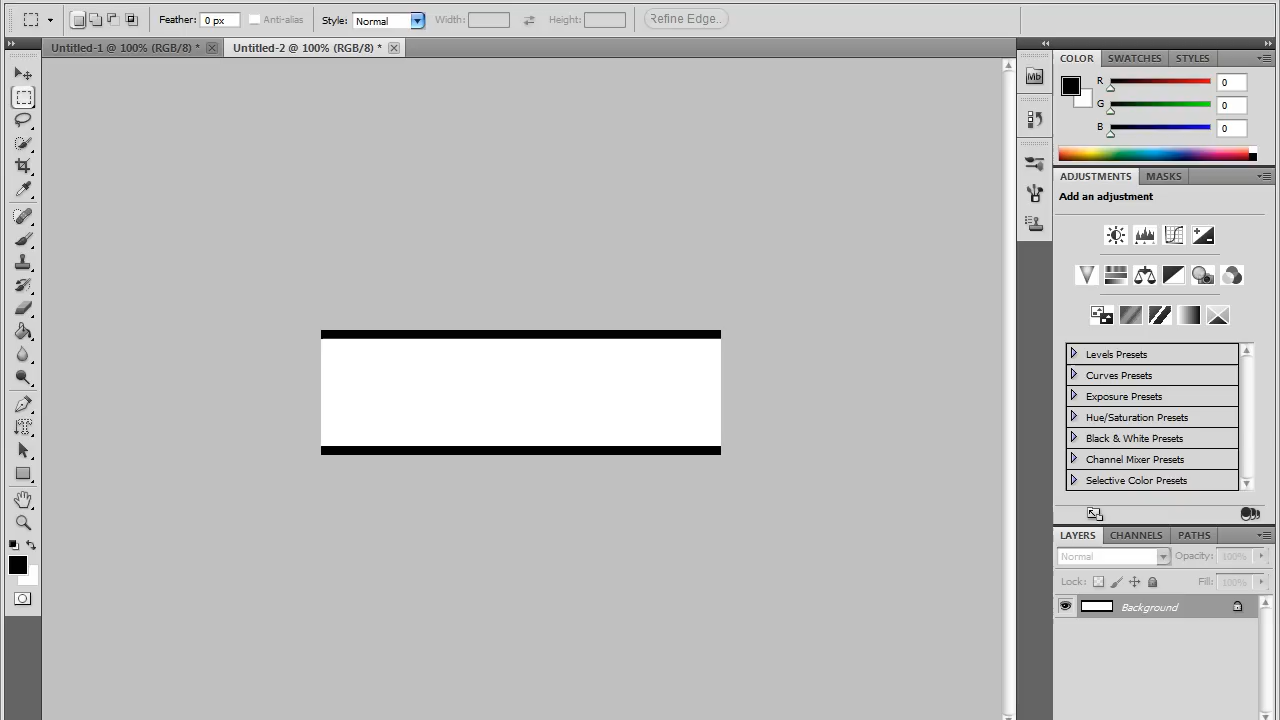 Feather: 0 px Anti-alias Style: Normal Width: Height: Refine Edge..
Untitled-1 @ 100% (RGB/8) * Untitled-2 @ 100% (RGB/8) *
Mb
COLOR SWATCHES STYLES
R 0
G 0
B 0
ADJUSTMENTS MASKS
Add an adjustment
Levels Presets
Curves Presets
Exposure Presets
Hue/Saturation Presets
Black & White Presets
Channel Mixer Presets
Selective Color Presets
LAYERS CHANNELS PATHS
Normal Opacity: 100%
Lock: Fill: 100%
Background